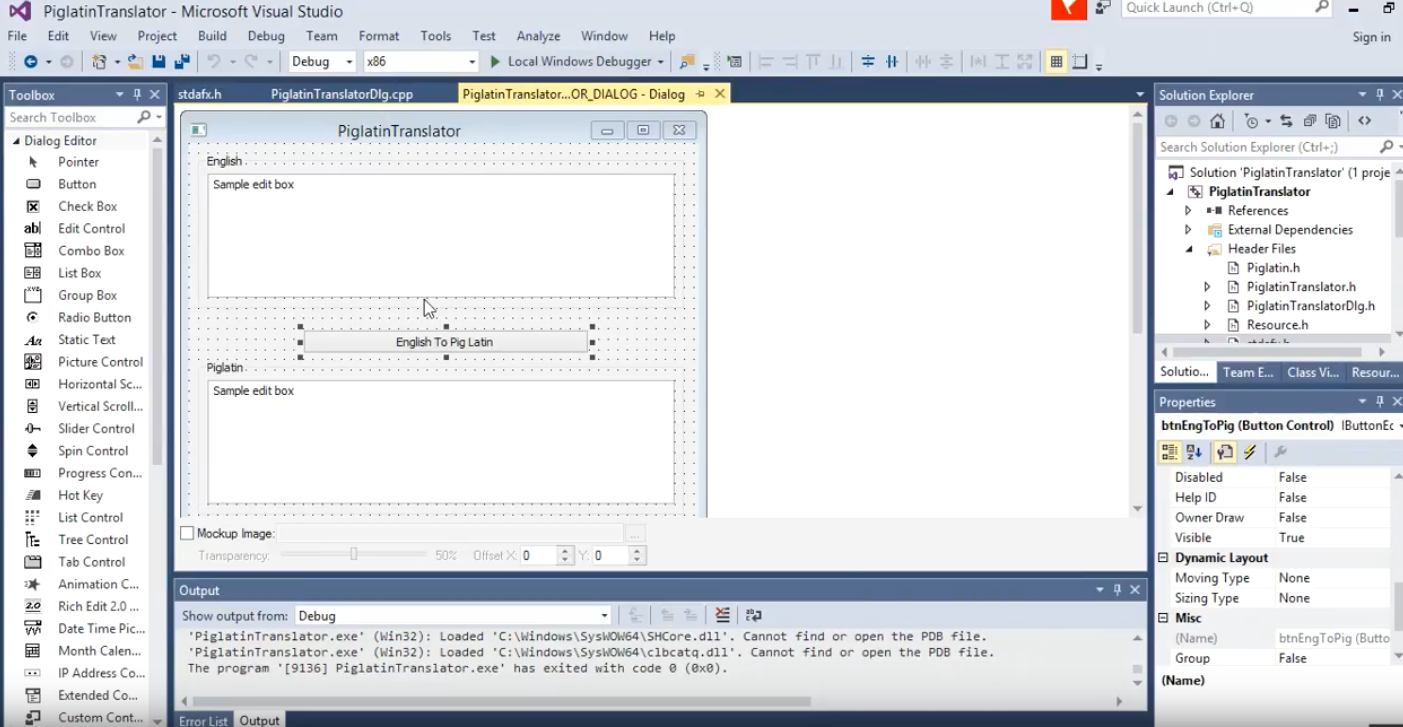 PiglatinTranslator - Microsoft Visual Studio
Quick Launch (Ctrl+Q)
File Edit View Project Build Debug Team Format Tools Test Analyze Window Help
Sign in
Debug x86 Local Windows Debugger
Toolbox
Search Toolbox
Dialog Editor
Pointer
Button
Check Box
Edit Control
Combo Box
List Box
Group Box
Radio Button
Static Text
Picture Control
Horizontal Sc...
Vertical Scroll...
Slider Control
Spin Control
Progress Con...
Hot Key
List Control
Tree Control
Tab Control
Animation C...
Rich Edit 2.0 ...
Date Time Pic...
Month Calen...
IP Address Co...
Extended Co...
Custom Cont...
stdafx.h PiglatinTranslatorDlg.cpp PiglatinTranslator...OR_DIALOG - Dialog
PiglatinTranslator
English
Sample edit box
English To Pig Latin
Piglatin
Sample edit box
Mockup Image:
Transparency: 50% Offset X: 0 Y: 0
Output
Show output from: Debug
'PiglatinTranslator.exe' (Win32): Loaded 'C:\Windows\SysWOW64\SHCore.dll'. Cannot find or open the PDB file.
'PiglatinTranslator.exe' (Win32): Loaded 'C:\Windows\SysWOW64\clbcatq.dll'. Cannot find or open the PDB file.
The program '[9136] PiglatinTranslator.exe' has exited with code 0 (0x0).
Error List Output
Solution Explorer
Search Solution Explorer (Ctrl+;)
Solution 'PiglatinTranslator' (1 proje
PiglatinTranslator
References
External Dependencies
Header Files
Piglatin.h
PiglatinTranslator.h
PiglatinTranslatorDlg.h
Resource.h
Solutio... Team E... Class Vi... Resour...
Properties
btnEngToPig (Button Control) IButtonEc
Disabled False
Help ID False
Owner Draw False
Visible True
Dynamic Layout
Moving Type None
Sizing Type None
Misc
(Name) btnEngToPig (Butto
Group False
(Name)